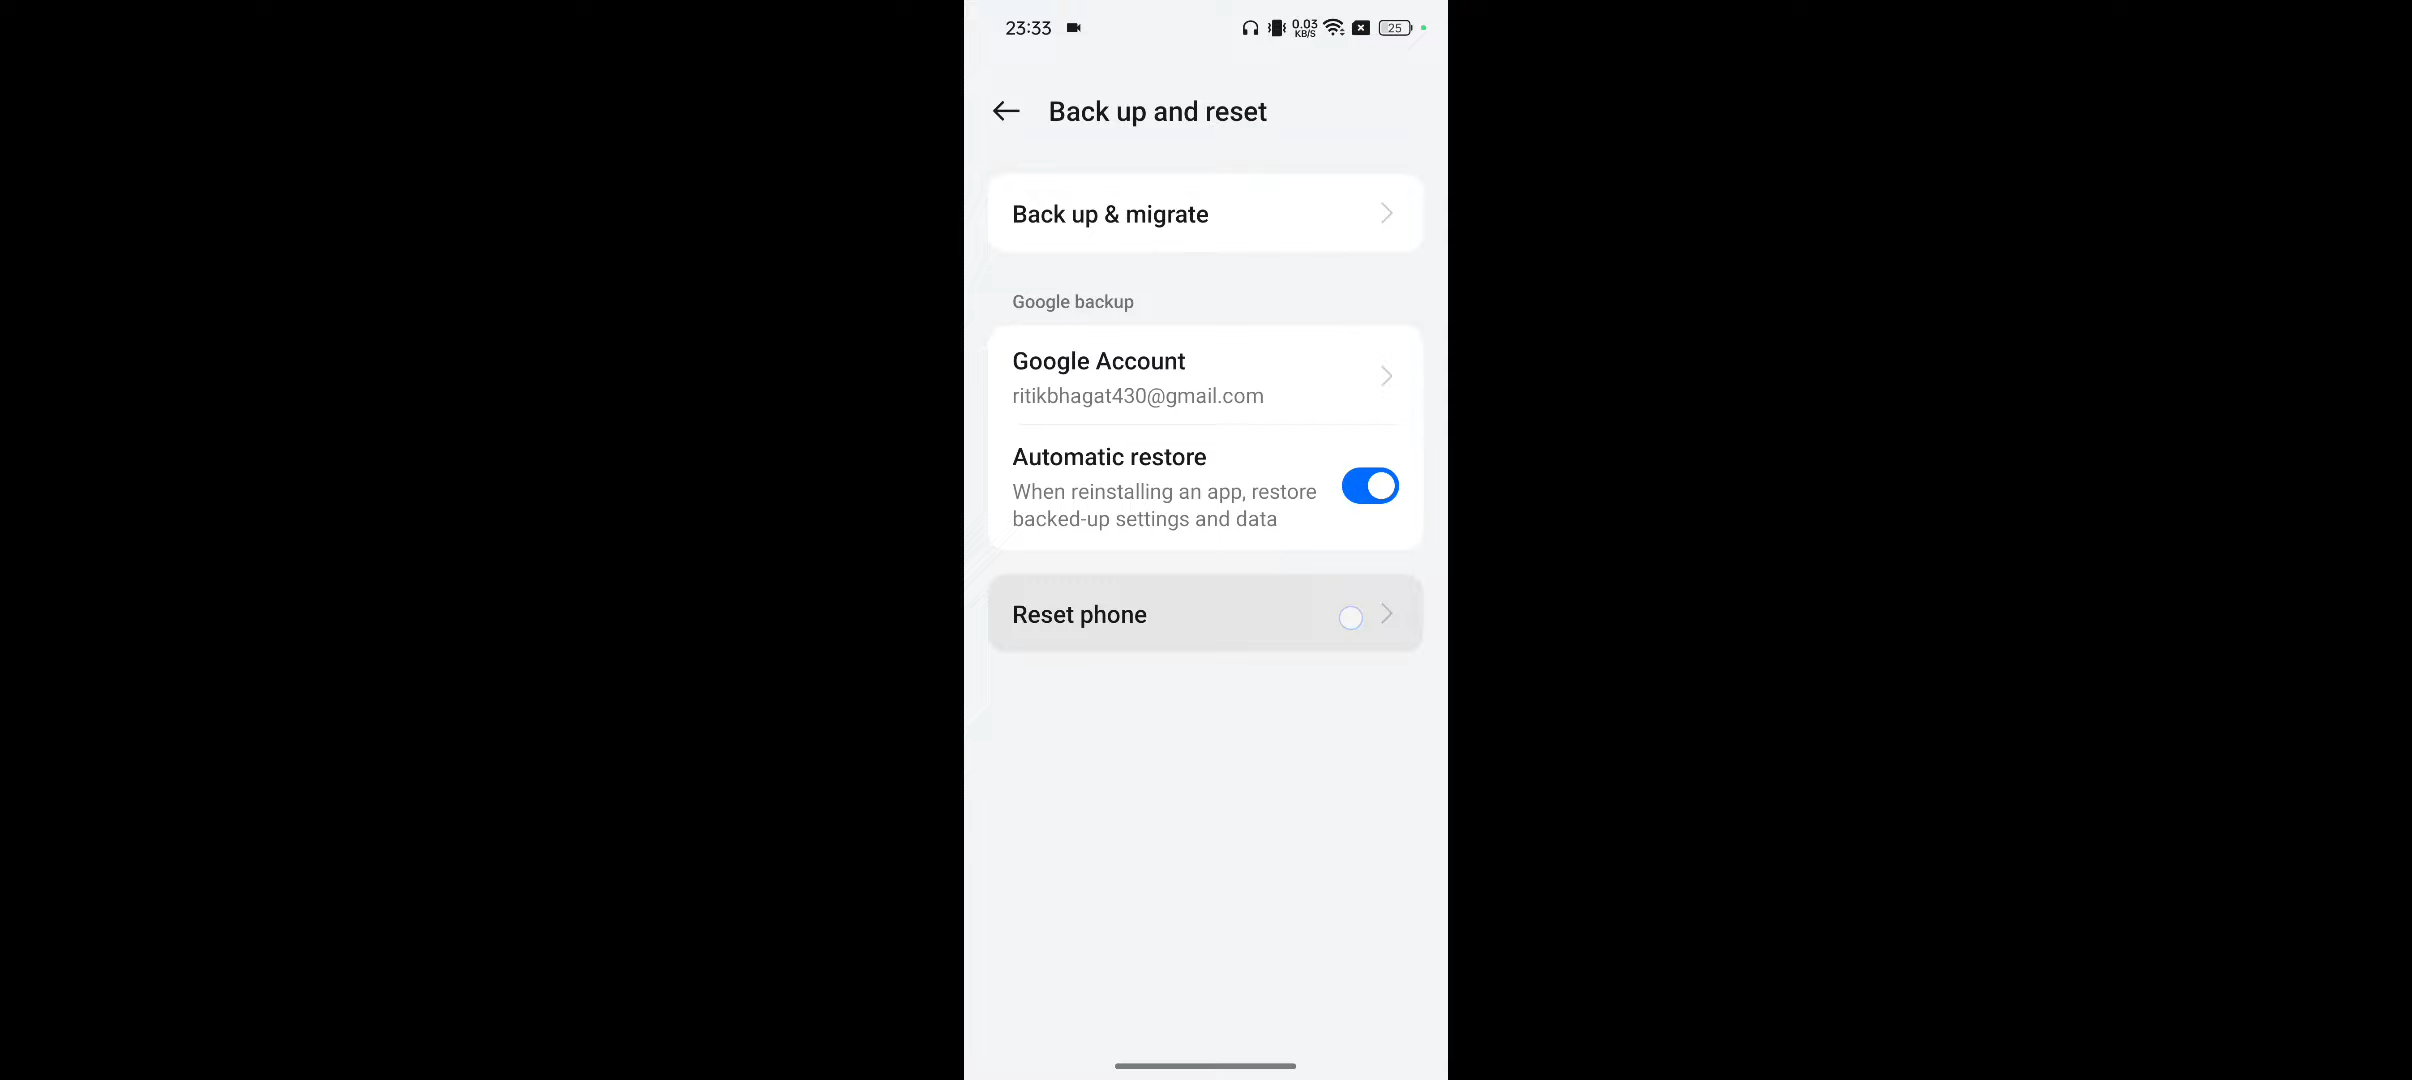 23:33
0.03
KB/S
25
Back up and reset
Back up & migrate
Google backup
Google Account
ritikbhagat430@gmail.com
Automatic restore
When reinstalling an app, restore
backed-up settings and data
Reset phone